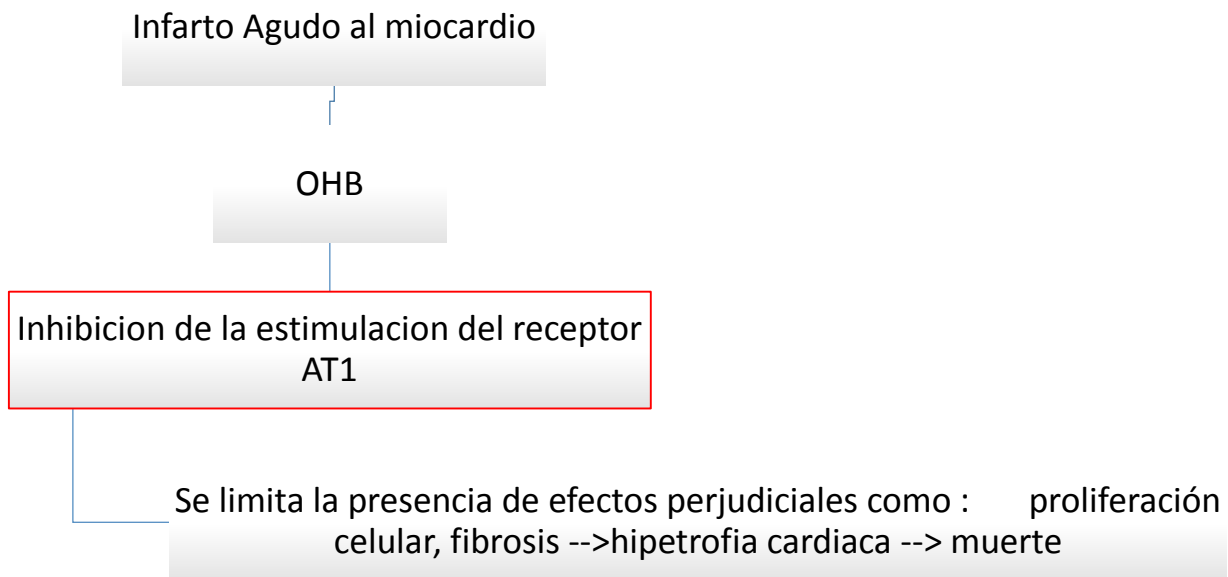 Infarto Agudo al miocardio
OHB
Inhibicion de la estimulacion del receptor
AT1
Se limita la presencia de efectos perjudiciales como : proliferación
celular, fibrosis -->hipetrofia cardiaca --> muerte